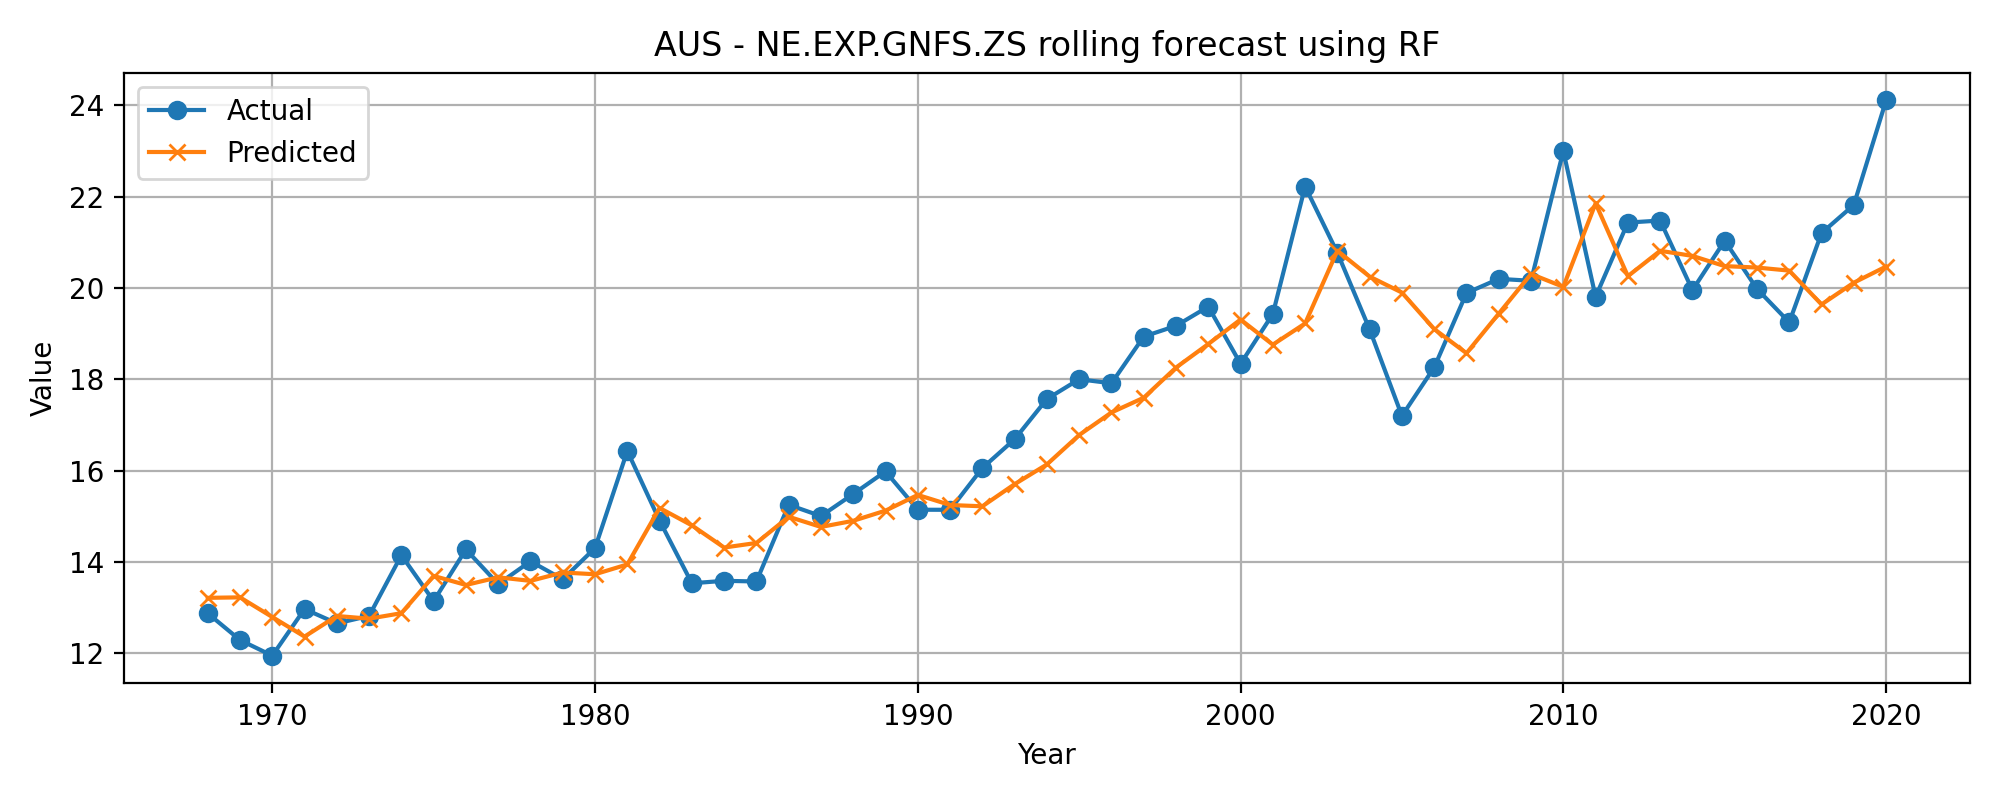 AUS - NE.EXP.GNFS.ZS rolling forecast using RF
Actual
Predicted
24
22
20
18
16
14
12
Value
1970 1980 1990 2000 2010 2020
Year